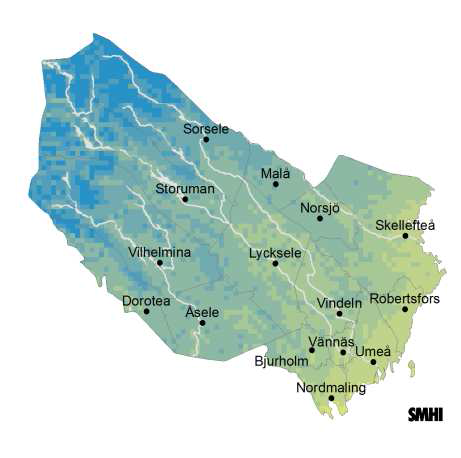 Sorsele
Malå
Storuman
Norsjö
Skellefteå
Vilhelmina
Lycksele
Dorotea
Åsele
Vindeln
Robertsfors
Vännäs
Bjurholm
Umeå
Nordmaling
SMHI